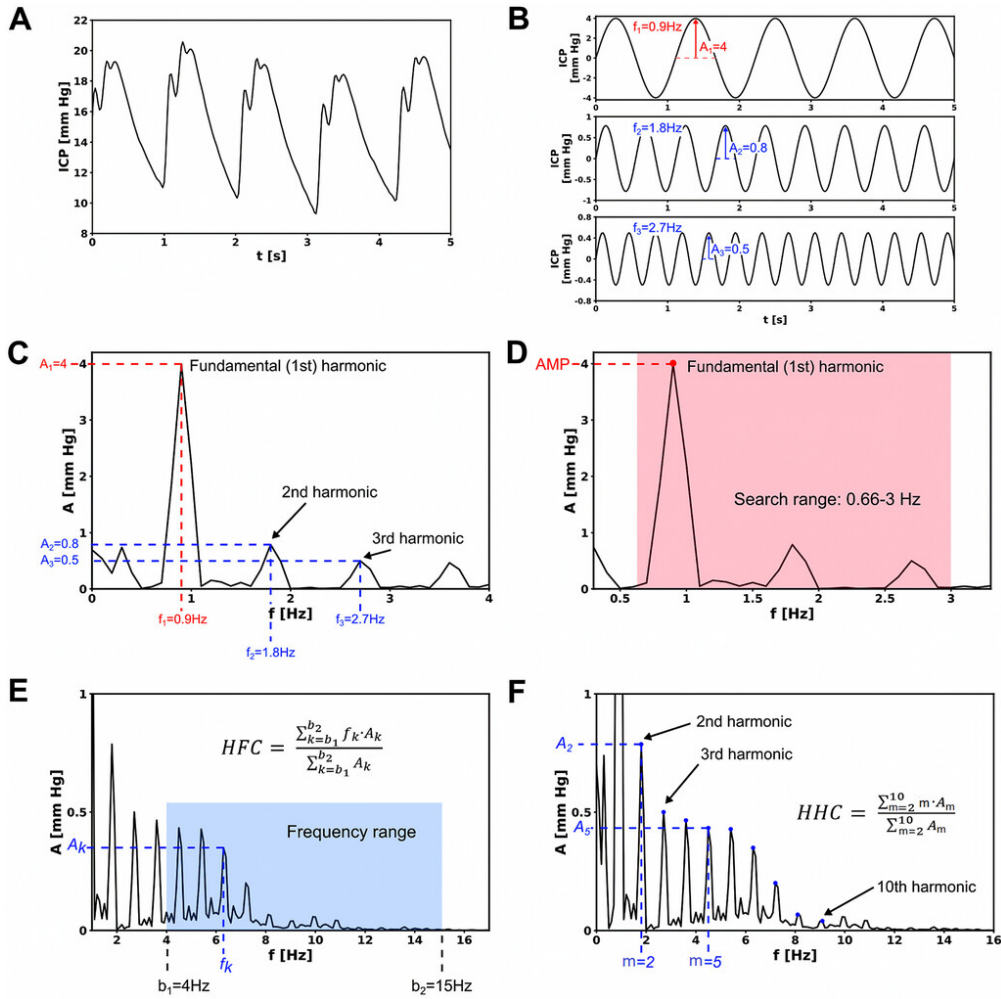 A
22
20
18
16
14
12
10
8
ICP [mm Hg]
0 1 2 3 4 5
t [s]
B
4
2
0
-2
-4
ICP
[mm Hg]
f₁=0.9Hz
A₁=4
0 1 2 3 4 5
1
0.5
0
-0.5
-1
ICP
[mm Hg]
f₂=1.8Hz
A₂=0.8
0 1 2 3 4 5
0.8
0.4
0
-0.4
-0.8
ICP
[mm Hg]
f₃=2.7Hz
A₃=0.5
0 1 2 3 4 5
t [s]
C
A₁=4
4
3
2
1
0
A [mm Hg]
A₂=0.8
A₃=0.5
Fundamental (1st) harmonic
2nd harmonic
3rd harmonic
0 1 2 3 4
f [Hz]
f₁=0.9Hz
f₂=1.8Hz
f₃=2.7Hz
D
AMP
4
3
2
1
0
A [mm Hg]
Fundamental (1st) harmonic
Search range: 0.66-3 Hz
0.5 1 1.5 2 2.5 3
f [Hz]
E
1
0.5
0
A [mm Hg]
Aₖ
HFC = ∑ᵇ²ₖ₌b₁ fₖ·Aₖ / ∑ᵇ²ₖ₌b₁ Aₖ
Frequency range
2 4 6 8 10 12 14 16
f [Hz]
fₖ
b₁=4Hz
b₂=15Hz
F
1
0.5
0
A [mm Hg]
A₂
A₅
2nd harmonic
3rd harmonic
HHC = ∑¹⁰ₘ₌₂ m·Aₘ / ∑¹⁰ₘ₌₂ Aₘ
10th harmonic
0 2 4 6 8 10 12 14 16
f [Hz]
m=2
m=5